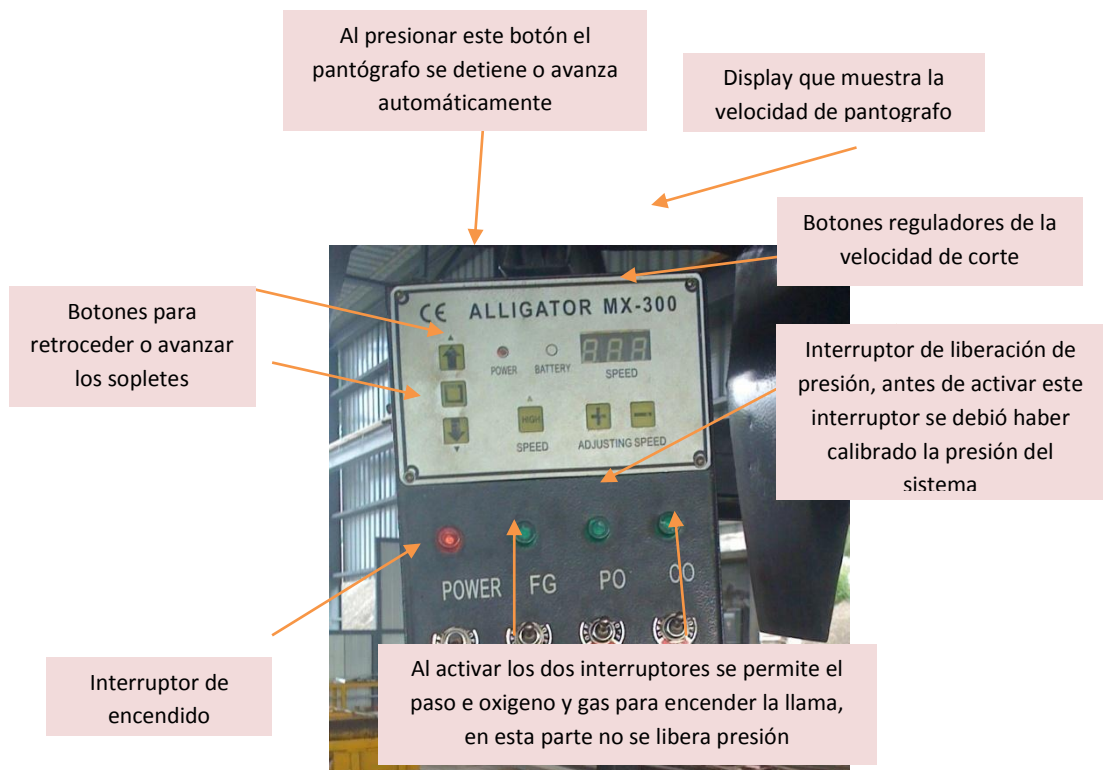 Al presionar este botón el
pantógrafo se detiene o avanza
automáticamente
Display que muestra la
velocidad de pantografo
Botones reguladores de la
velocidad de corte
Botones para
retroceder o avanzar
los sopletes
Interruptor de liberación de
presión, antes de activar este
interruptor se debió haber
calibrado la presión del
sistema
CE ALLIGATOR MX-300
POWER BATTERY SPEED
HIGH
SPEED ADJUSTING SPEED
POWER FG PO CO
Interruptor de
encendido
Al activar los dos interruptores se permite el
paso e oxigeno y gas para encender la llama,
en esta parte no se libera presión